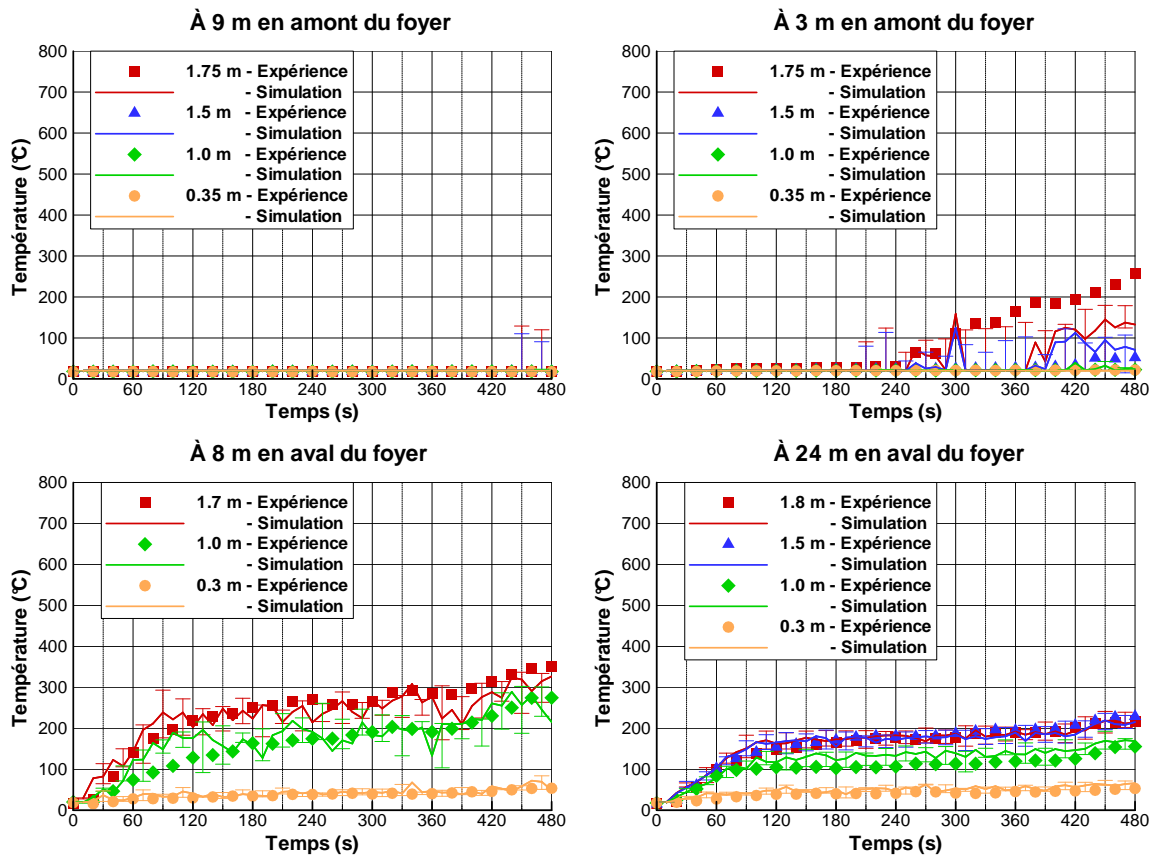 À 9 m en amont du foyer
Température (°C)
800
700
600
500
400
300
200
100
0
1.75 m - Expérience
- Simulation
1.5 m - Expérience
- Simulation
1.0 m - Expérience
- Simulation
0.35 m - Expérience
- Simulation
0 60 120 180 240 300 360 420 480
Temps (s)
À 3 m en amont du foyer
Température (°C)
800
700
600
500
400
300
200
100
0
1.75 m - Expérience
- Simulation
1.5 m - Expérience
- Simulation
1.0 m - Expérience
- Simulation
0.35 m - Expérience
- Simulation
0 60 120 180 240 300 360 420 480
Temps (s)
À 8 m en aval du foyer
Température (°C)
800
700
600
500
400
300
200
100
0
1.7 m - Expérience
- Simulation
1.0 m - Expérience
- Simulation
0.3 m - Expérience
- Simulation
0 60 120 180 240 300 360 420 480
Temps (s)
À 24 m en aval du foyer
Température (°C)
800
700
600
500
400
300
200
100
0
1.8 m - Expérience
- Simulation
1.5 m - Expérience
- Simulation
1.0 m - Expérience
- Simulation
0.3 m - Expérience
- Simulation
0 60 120 180 240 300 360 420 480
Temps (s)